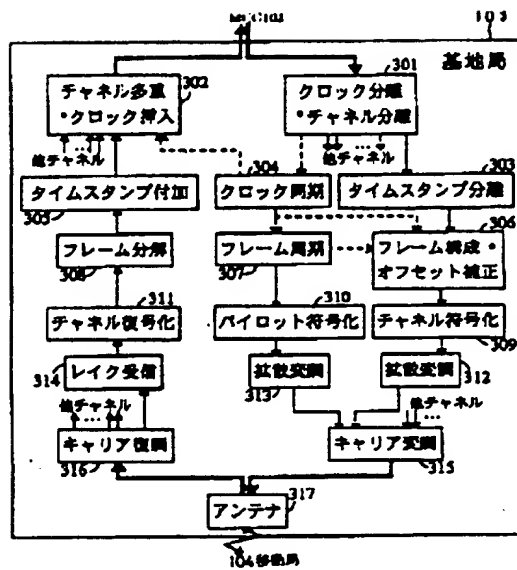 103
基地局
301
302
チャネル多重
・クロック挿入
クロック分離
・チャネル分離
他チャネル
他チャネル
303
304
タイムスタンプ付加
クロック同期
タイムスタンプ分離
305
306
フレーム分解
フレーム同期
フレーム構成・
オフセット補正
308
307
311
310
チャネル復号化
パイロット符号化
チャネル符号化
309
レイク受信
拡散変調
拡散変調
314
313
312
他チャネル
他チャネル
キャリア復調
キャリア変調
316
315
アンテナ
317
104移動局